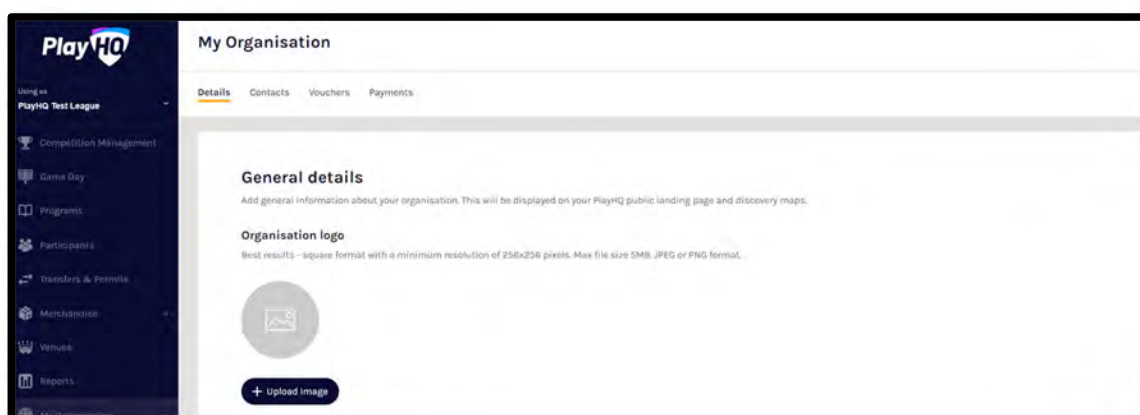 PlayHQ
My Organisation
Using as
PlayHQ Test League
Details Contacts Vouchers Payments
Competition Management
Game Day
Programs
Participants
Transfers & Permits
Merchandise
Venues
Reports
General details
Add general information about your organisation. This will be displayed on your PlayHQ public landing page and discovery maps.
Organisation logo
Best results - square format with a minimum resolution of 256x256 pixels. Max file size 5MB. JPEG or PNG format.
+ Upload Image